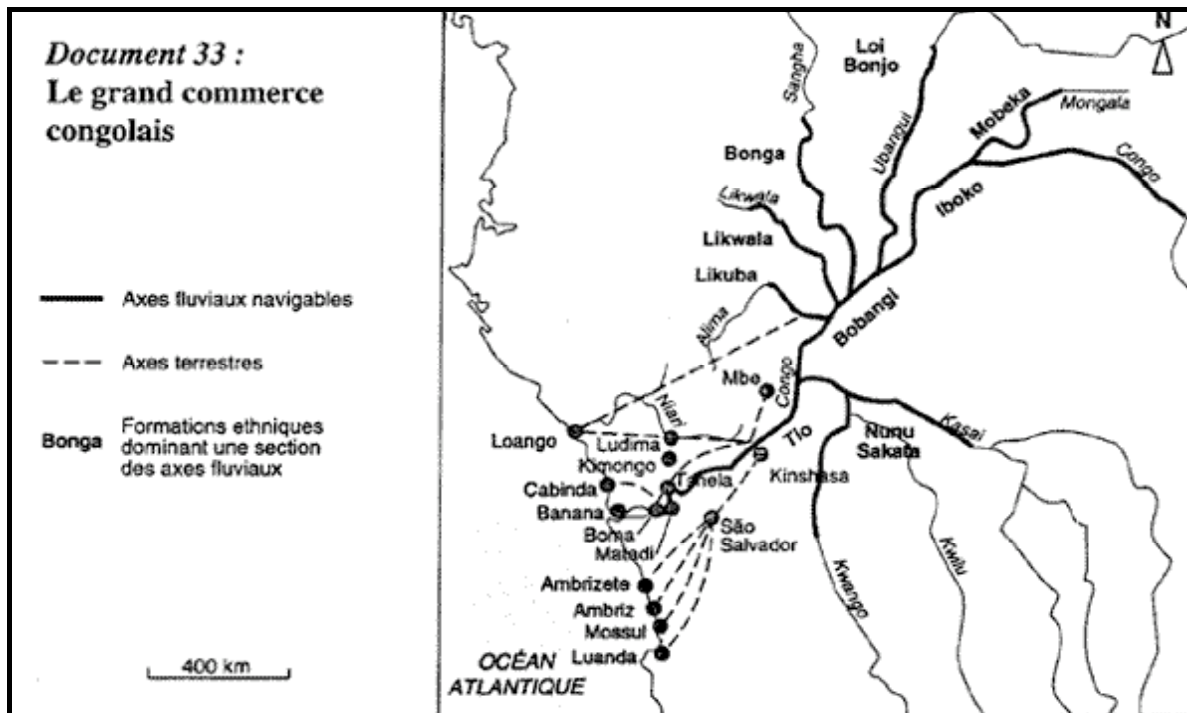 Document 33 :
Le grand commerce
congolais
Axes fluviaux navigables
Axes terrestres
Bonga
Formations ethniques
dominant une section
des axes fluviaux
400 km
N
Loi
Bonjo
Sangha
Ubangui
Mobeka
Mongala
Congo
Iboko
Bonga
Likwala
Likwala
Likuba
Bobangi
Alima
Mbe
Congo
Niari
Loango
Ludima
Kimongo
Tlo
Nunu
Sakata
Kasai
Kinshasa
Cabinda
Tshela
Banana
Boma
Matadi
São
Salvador
Ambrizete
Ambriz
Mossul
Luanda
Kwango
Kwilu
OCÉAN
ATLANTIQUE